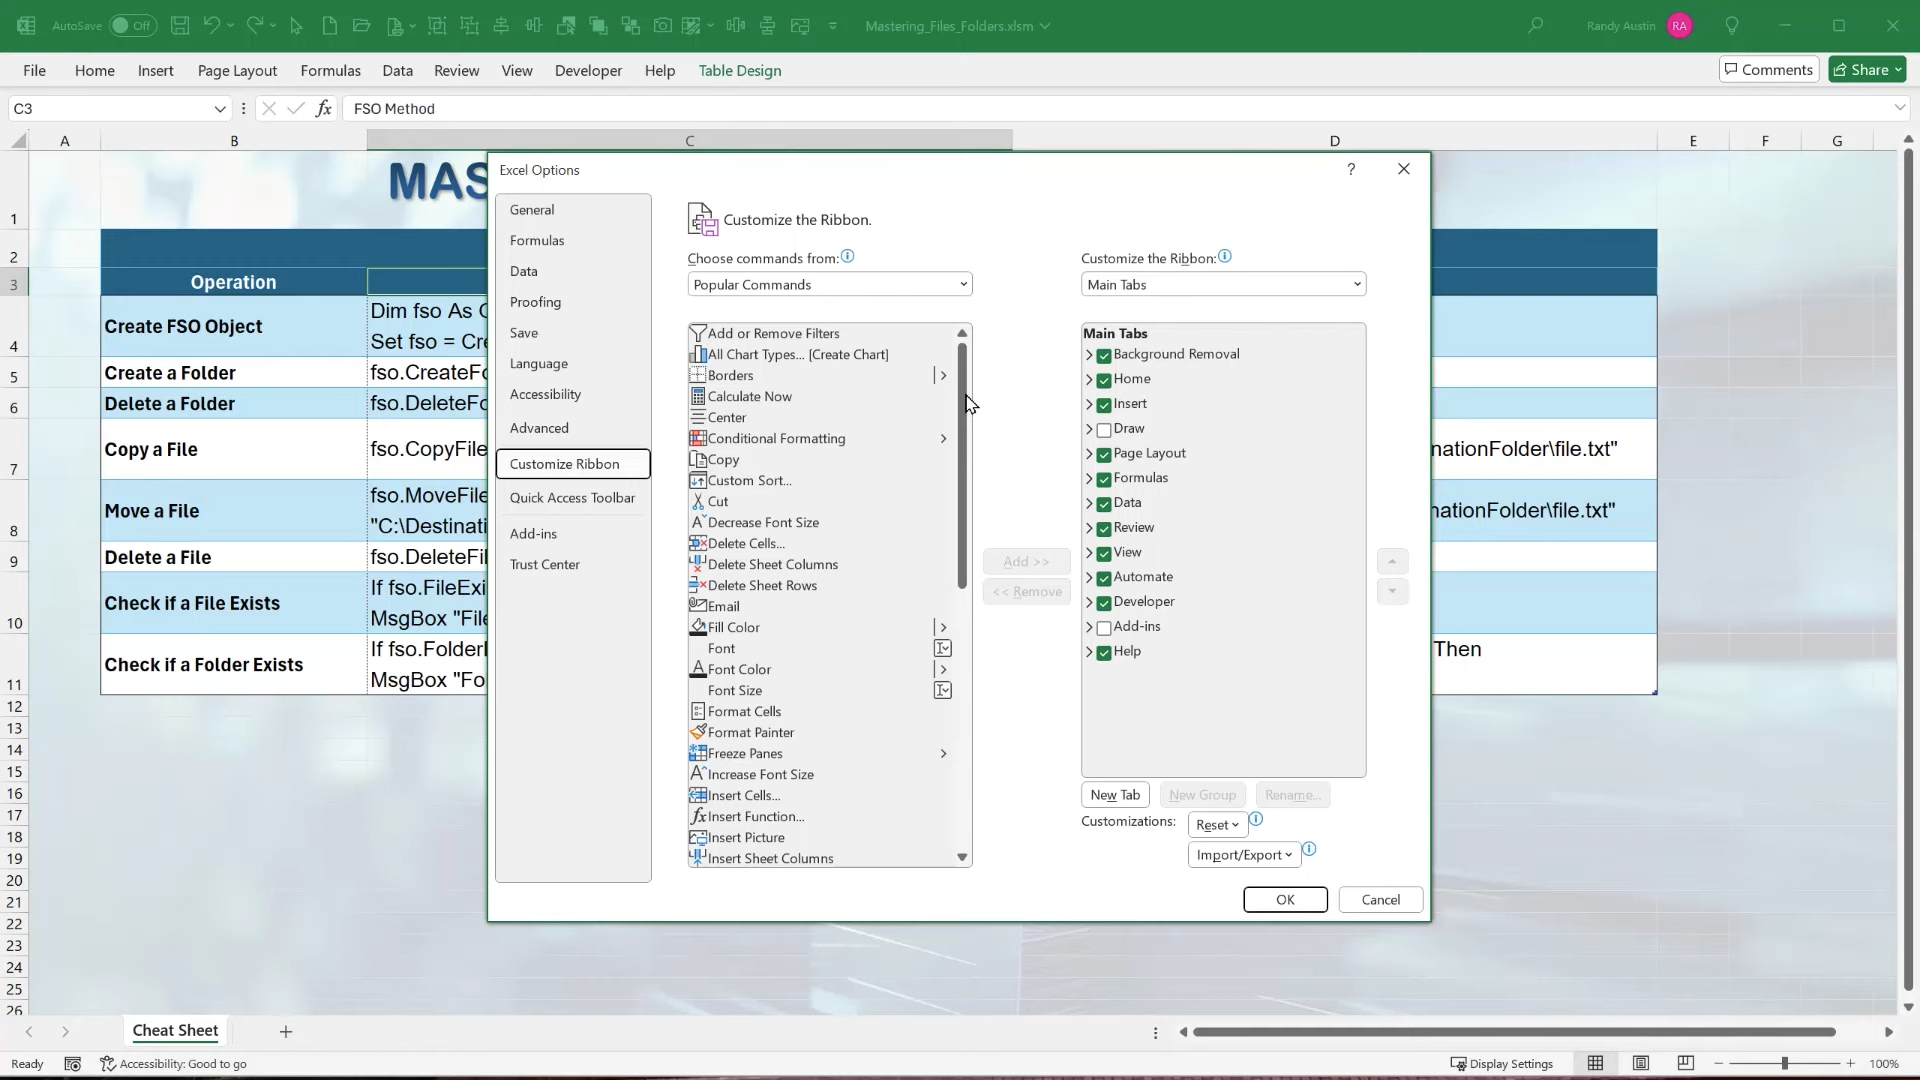 AutoSave Off
Mastering_Files_Folders.xlsm
Randy Austin RA
File Home Insert Page Layout Formulas Data Review View Developer Help Table Design
Comments Share
C3 fx FSO Method
A B C D E F G
MAS
1
2
3 Operation
4 Create FSO Object
Dim fso As
Set fso = Cre
5 Create a Folder fso.CreateFo
6 Delete a Folder fso.DeleteFo
7 Copy a File fso.CopyFile nationFolder\file.txt"
8 Move a File
fso.MoveFile nationFolder\file.txt"
"C:\Destinati
9 Delete a File fso.DeleteFil
10 Check if a File Exists
If fso.FileExi
MsgBox "File
11 Check if a Folder Exists
If fso.Folder Then
MsgBox "Fo
12
13
14
15
16
17
18
19
20
21
22
23
24
25
26
Excel Options
?
General
Formulas
Data
Proofing
Save
Language
Accessibility
Advanced
Customize Ribbon
Quick Access Toolbar
Add-ins
Trust Center
Customize the Ribbon.
Choose commands from:
Popular Commands
Add or Remove Filters
All Chart Types... [Create Chart]
Borders
Calculate Now
Center
Conditional Formatting
Copy
Custom Sort...
Cut
Decrease Font Size
Delete Cells...
Delete Sheet Columns
Delete Sheet Rows
Email
Fill Color
Font
Font Color
Font Size
Format Cells
Format Painter
Freeze Panes
Increase Font Size
Insert Cells...
Insert Function...
Insert Picture
Insert Sheet Columns
Add >>
<< Remove
Customize the Ribbon:
Main Tabs
Main Tabs
Background Removal
Home
Insert
Draw
Page Layout
Formulas
Data
Review
View
Automate
Developer
Add-ins
Help
New Tab New Group Rename...
Customizations: Reset
Import/Export
OK Cancel
Cheat Sheet
Ready Accessibility: Good to go
Display Settings 100%